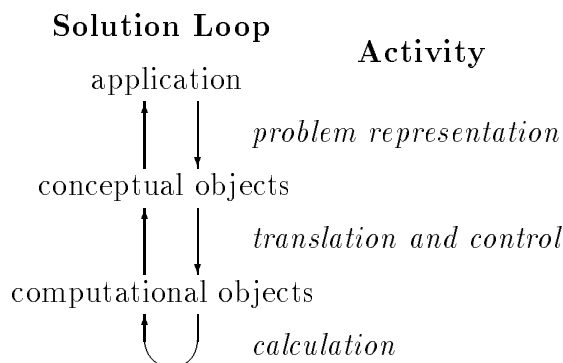 Solution Loop
Activity
application
problem representation
conceptual objects
translation and control
computational objects
calculation